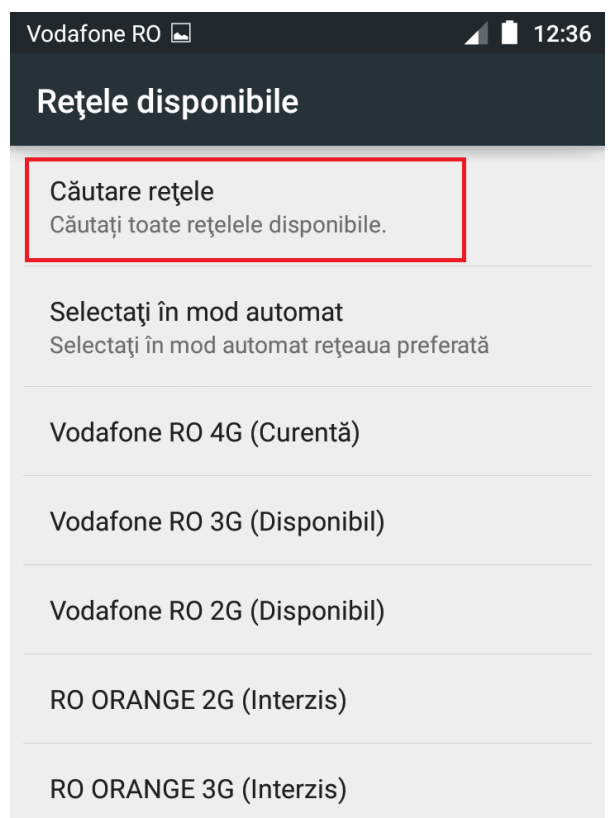 Vodafone RO 12:36
Reţele disponibile
Căutare reţele
Căutați toate reţelele disponibile.
Selectaţi în mod automat
Selectaţi în mod automat reţeaua preferată
Vodafone RO 4G (Curentă)
Vodafone RO 3G (Disponibil)
Vodafone RO 2G (Disponibil)
RO ORANGE 2G (Interzis)
RO ORANGE 3G (Interzis)